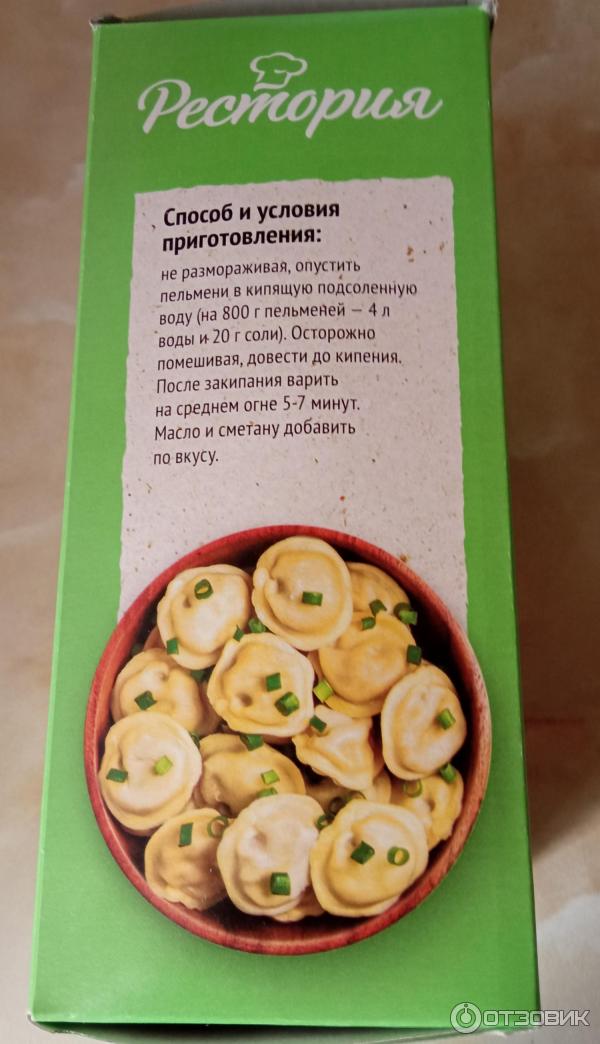 Рестория
Способ и условия
приготовления:
не размораживая, опустить
пельмени в кипящую подсоленную
воду (на 800 г пельменей — 4 л
воды и 20 г соли). Осторожно
помешивая, довести до кипения.
После закипания варить
на среднем огне 5-7 минут.
Масло и сметану добавить
по вкусу.
ОТЗОВИК